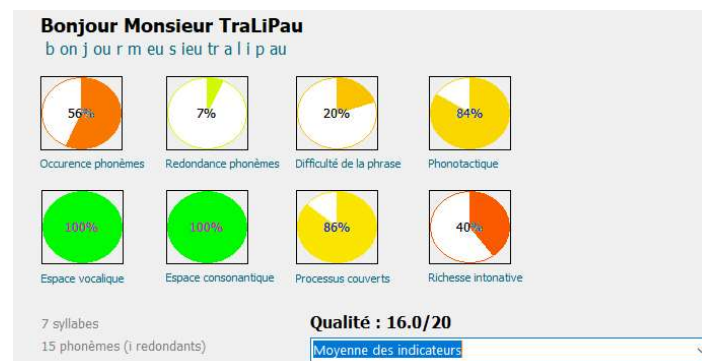 Bonjour Monsieur TraLiPau
b on j ou r m eu s ieu tr a l i p au
56% 7% 20% 84%
Occurence phonèmes Redondance phonèmes Difficulté de la phrase Phonotactique
100% 100% 86% 40%
Espace vocalique Espace consonantique Processus couverts Richesse intonative
7 syllabes Qualité : 16.0/20
15 phonèmes (i redondants) Moyenne des indicateurs